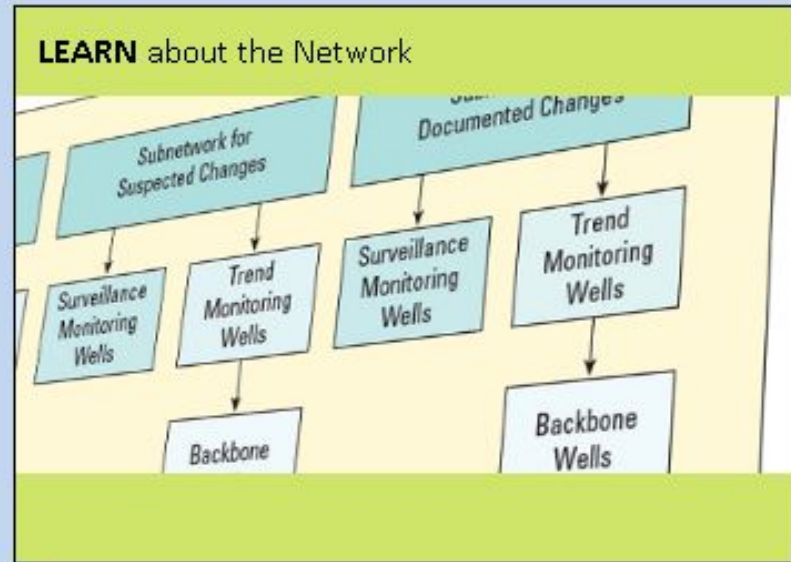 LEARN about the Network
Documented Changes
Subnetwork for
Suspected Changes
Surveillance
Monitoring
Wells
Trend
Monitoring
Wells
Surveillance
Monitoring
Wells
Trend
Monitoring
Wells
Backbone
Backbone
Wells